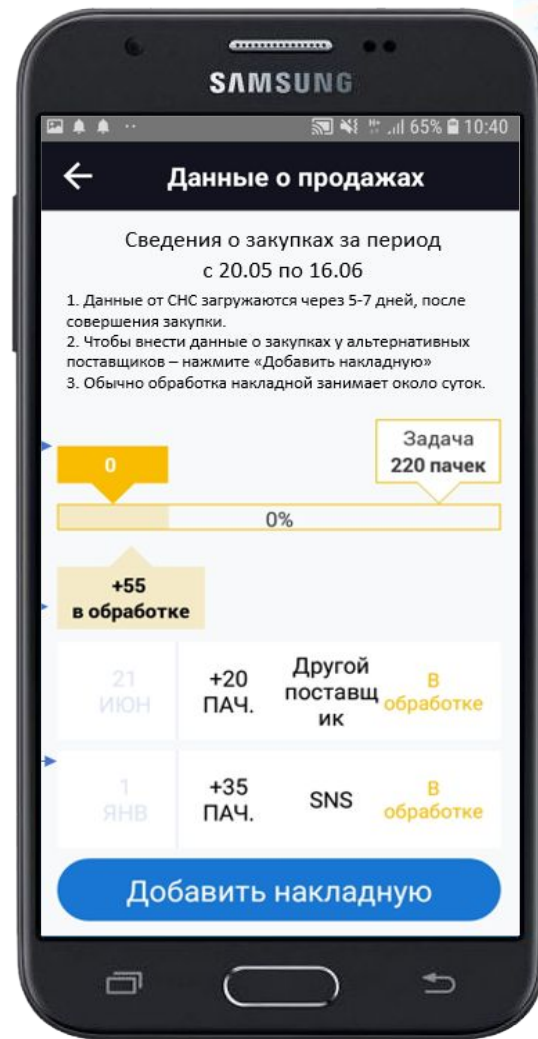 SAMSUNG
65% 10:40
Данные о продажах
Сведения о закупках за период
с 20.05 по 16.06
1. Данные от СНС загружаются через 5-7 дней, после
совершения закупки.
2. Чтобы внести данные о закупках у альтернативных
поставщиков – нажмите «Добавить накладную»
3. Обычно обработка накладной занимает около суток.
Задача
220 пачек
0
0%
+55
в обработке
21
ИЮН
+20
ПАЧ.
Другой
поставщ
ик
В
обработке
1
ЯНВ
+35
ПАЧ.
SNS
В
обработке
Добавить накладную